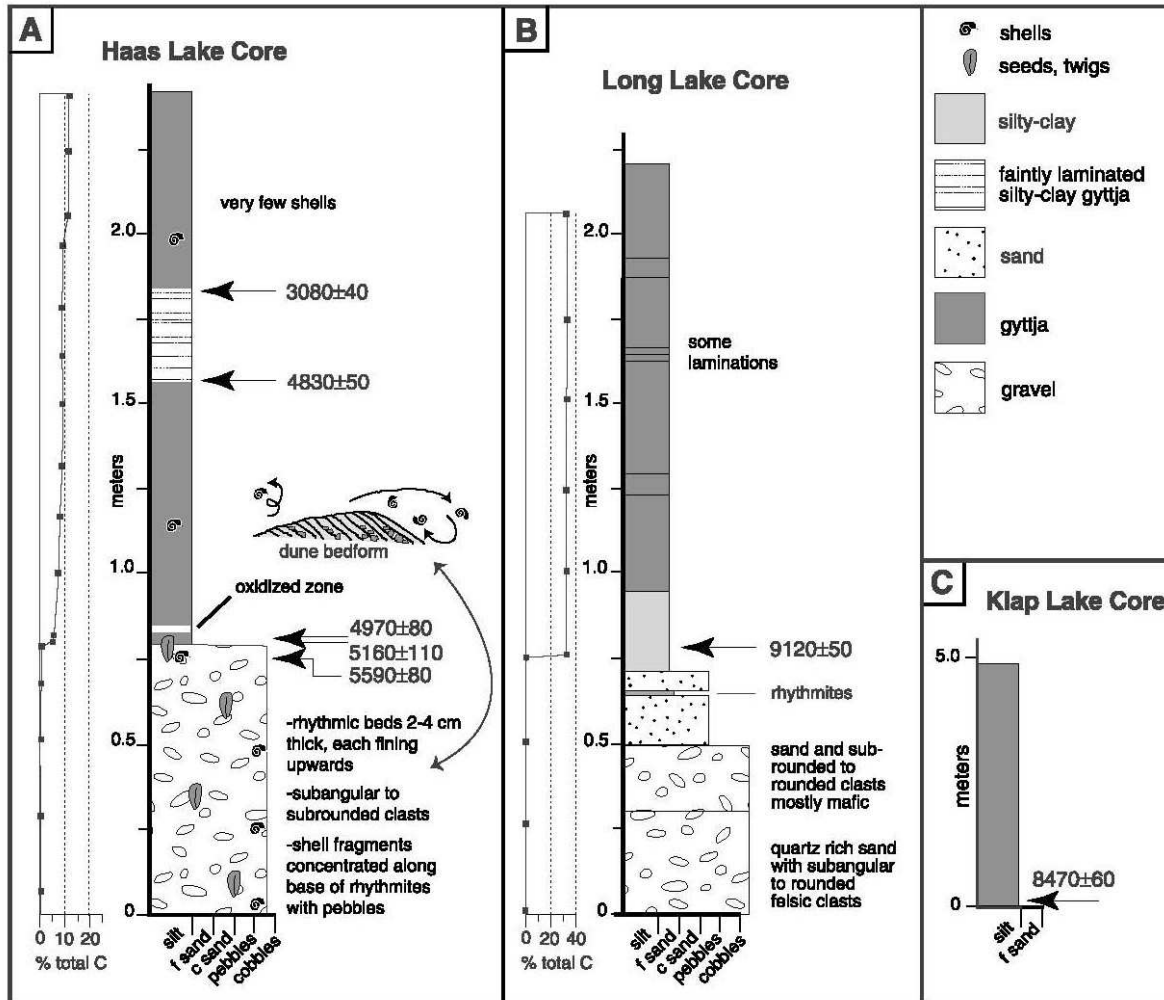 A
Haas Lake Core
very few shells
2.0
3080±40
4830±50
1.5
meters
dune bedform
1.0
oxidized zone
4970±80
5160±110
5590±80
-rhythmic beds 2-4 cm
thick, each fining
upwards
0.5
-subangular to
subrounded clasts
-shell fragments
concentrated along
base of rhythmites
with pebbles
0
0 10 20
% total C
silt
f sand
c sand
pebbles
cobbles
B
Long Lake Core
2.0
some
laminations
1.5
meters
1.0
9120±50
rhythmites
0.5
sand and sub-
rounded to
rounded clasts
mostly mafic
quartz rich sand
with subangular
to rounded
felsic clasts
0
0 20 40
% total C
silt
f sand
c sand
pebbles
cobbles
shells
seeds, twigs
silty-clay
faintly laminated
silty-clay gyttja
sand
gyttja
gravel
C
Klap Lake Core
5.0
meters
8470±60
0
silt
f sand